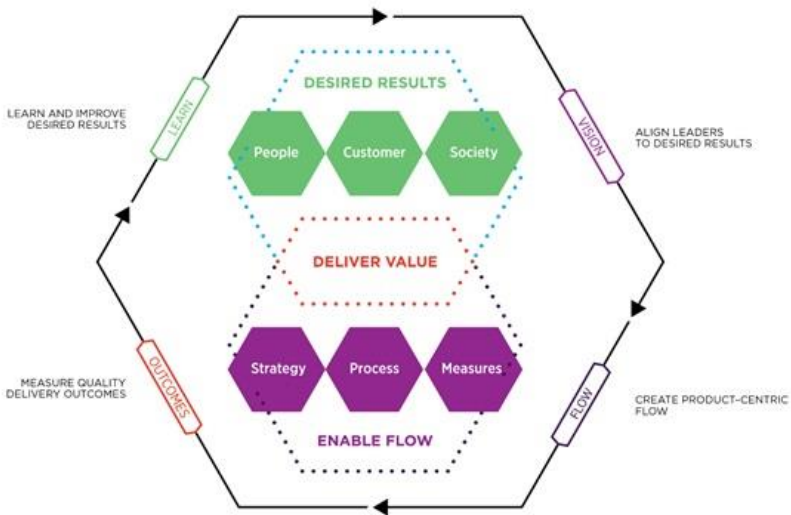 DESIRED RESULTS
LEARN
LEARN AND IMPROVE
DESIRED RESULTS
People
Customer
Society
VISION
ALIGN LEADERS
TO DESIRED RESULTS
DELIVER VALUE
OUTCOMES
MEASURE QUALITY
DELIVERY OUTCOMES
Strategy
Process
Measures
FLOW
CREATE PRODUCT–CENTRIC
FLOW
ENABLE FLOW